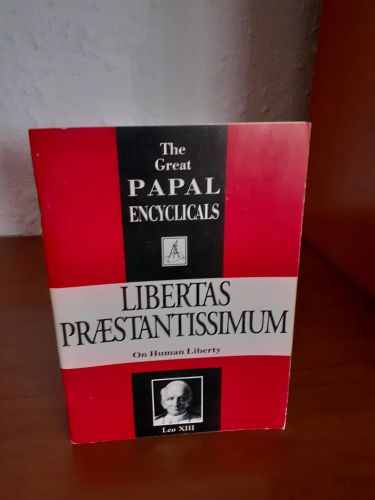 The
Great
PAPAL
ENCYCLICALS
LIBERTAS
PRÆSTANTISSIMUM
On Human Liberty
Leo XIII